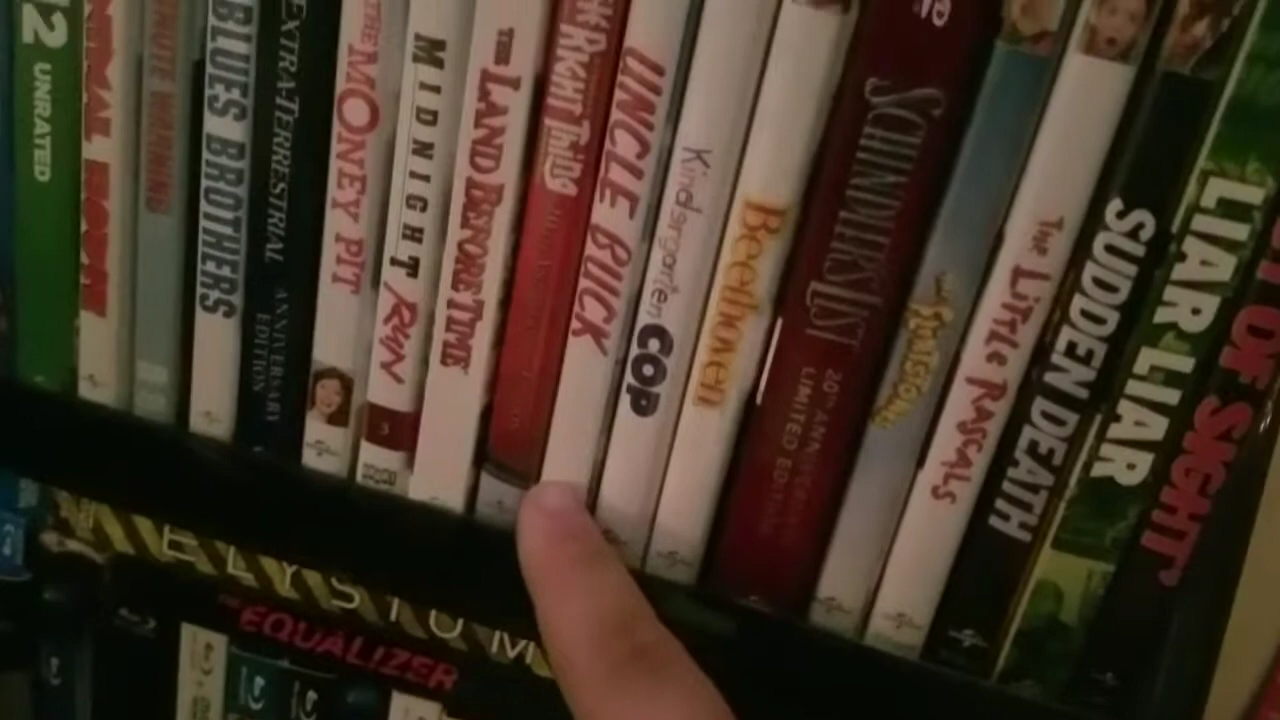 2 UNRATED
BLUES BROTHERS
EXTRA-TERRESTRIAL ANNIVERSARY
EDITION
THE MONEY PIT
MIDNIGHT RUN
3
THE LAND BEFORE TIME
RIGHT THING
UNCLE BUCK
Kindergarten COP
Beethoven
SCHINDLER'S LIST
20TH ANNIVERSARY
LIMITED EDITION
THE LITTLE RASCALS
SUDDEN DEATH
LIAR LIAR
OF SIGHT
ELYSIUM
EQUALIZER